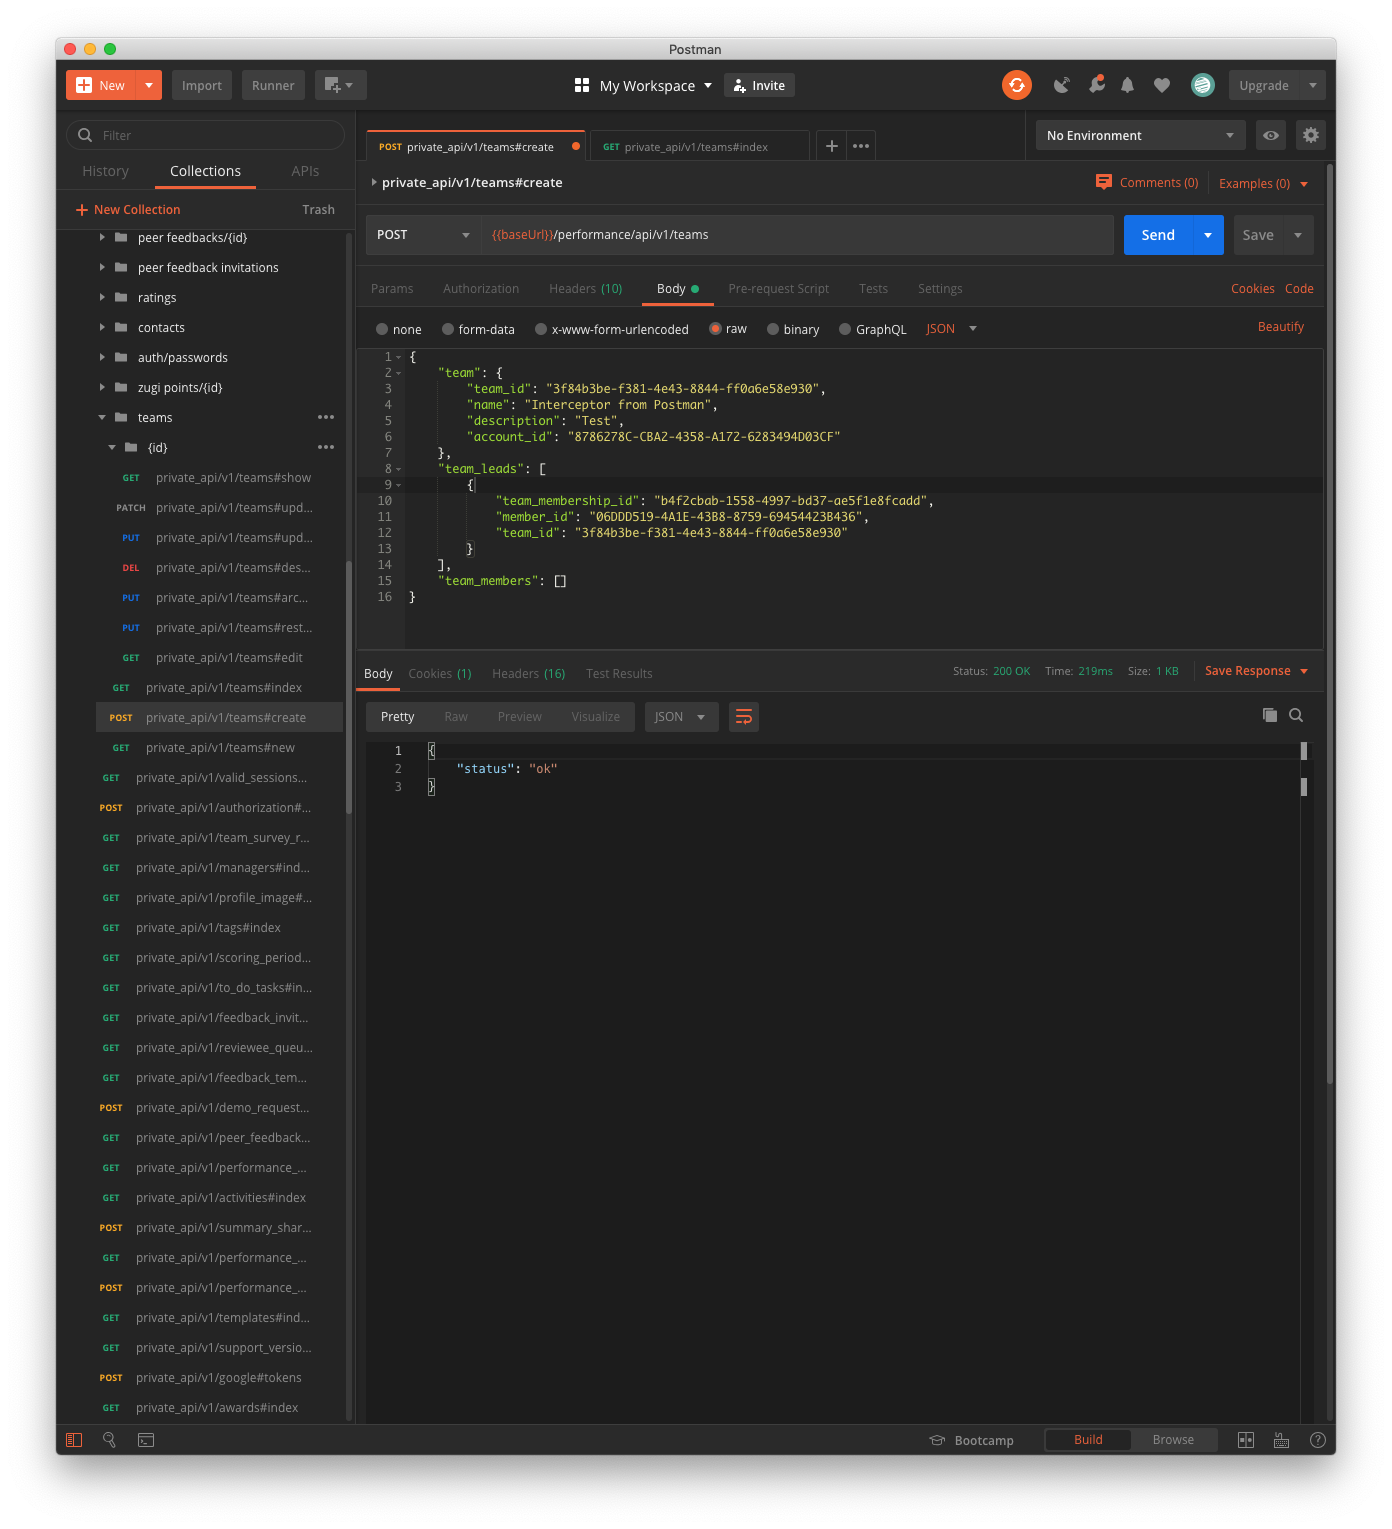 Postman
New
Import
Runner
My Workspace
Invite
Upgrade
Filter
History
Collections
APIs
New Collection
Trash
peer feedbacks/{id}
peer feedback invitations
ratings
contacts
auth/passwords
zugi points/{id}
teams
{id}
GET private_api/v1/teams#show
PATCH private_api/v1/teams#upd...
PUT private_api/v1/teams#upd...
DEL private_api/v1/teams#des...
PUT private_api/v1/teams#arc...
PUT private_api/v1/teams#rest...
GET private_api/v1/teams#edit
GET private_api/v1/teams#index
POST private_api/v1/teams#create
GET private_api/v1/teams#new
GET private_api/v1/valid_sessions...
POST private_api/v1/authorization#...
GET private_api/v1/team_survey_r...
GET private_api/v1/managers#ind...
GET private_api/v1/profile_image#...
GET private_api/v1/tags#index
GET private_api/v1/scoring_period...
GET private_api/v1/to_do_tasks#in...
GET private_api/v1/feedback_invit...
GET private_api/v1/reviewee_queu...
GET private_api/v1/feedback_tem...
POST private_api/v1/demo_request...
GET private_api/v1/peer_feedback...
GET private_api/v1/performance_...
GET private_api/v1/activities#index
POST private_api/v1/summary_shar...
GET private_api/v1/performance_...
POST private_api/v1/performance_...
GET private_api/v1/templates#ind...
GET private_api/v1/support_versio...
POST private_api/v1/google#tokens
GET private_api/v1/awards#index
POST private_api/v1/teams#create
GET private_api/v1/teams#index
No Environment
private_api/v1/teams#create
Comments (0)
Examples (0)
POST
{{baseUrl}}/performance/api/v1/teams
Send
Save
Params
Authorization
Headers (10)
Body
Pre-request Script
Tests
Settings
Cookies
Code
none
form-data
x-www-form-urlencoded
raw
binary
GraphQL
JSON
Beautify
1 {
2 "team": {
3 "team_id": "3f84b3be-f381-4e43-8844-ff0a6e58e930",
4 "name": "Interceptor from Postman",
5 "description": "Test",
6 "account_id": "8786278C-CBA2-4358-A172-6283494D03CF"
7 },
8 "team_leads": [
9 {
10 "team_membership_id": "b4f2cbab-1558-4997-bd37-ae5f1e8fcadd",
11 "member_id": "06DDD519-4A1E-43B8-8759-69454423B436",
12 "team_id": "3f84b3be-f381-4e43-8844-ff0a6e58e930"
13 }
14 ],
15 "team_members": []
16 }
Body
Cookies (1)
Headers (16)
Test Results
Status: 200 OK
Time: 219ms
Size: 1 KB
Save Response
Pretty
Raw
Preview
Visualize
JSON
1 {
2 "status": "ok"
3 }
Bootcamp
Build
Browse